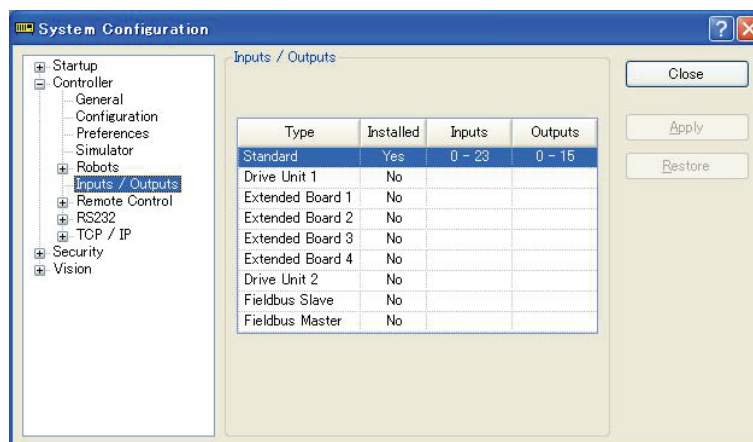 System Configuration
Startup
Controller
General
Configuration
Preferences
Simulator
Robots
Inputs / Outputs
Remote Control
RS232
TCP / IP
Security
Vision
Inputs / Outputs
Type Installed Inputs Outputs
Standard Yes 0 - 23 0 - 15
Drive Unit 1 No
Extended Board 1 No
Extended Board 2 No
Extended Board 3 No
Extended Board 4 No
Drive Unit 2 No
Fieldbus Slave No
Fieldbus Master No
Close
Apply
Restore